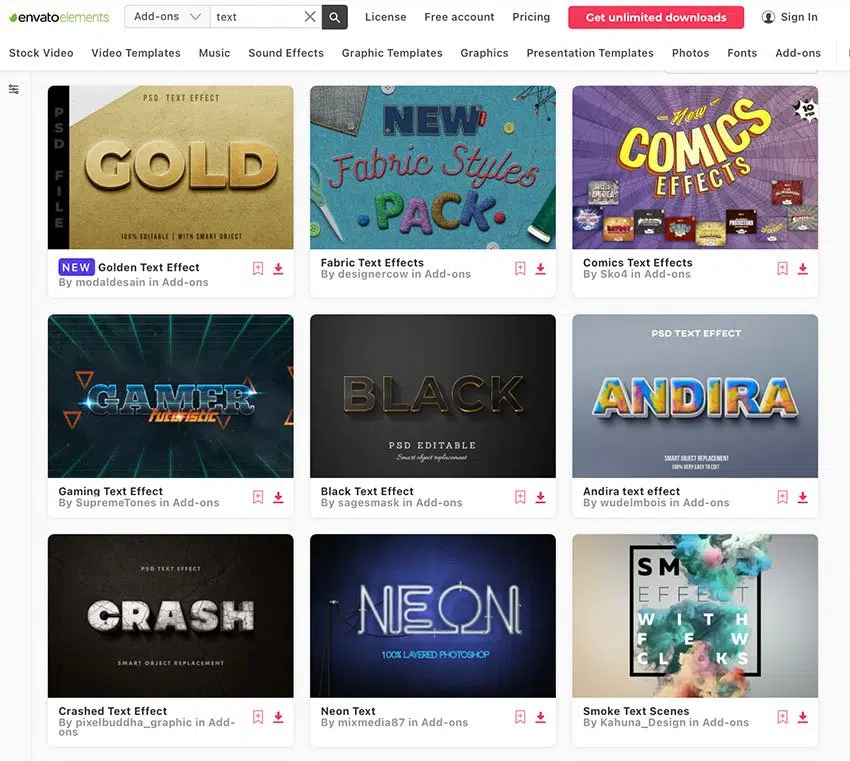 envatoelements
Add-ons
text
License
Free account
Pricing
Get unlimited downloads
Sign In
Stock Video
Video Templates
Music
Sound Effects
Graphic Templates
Graphics
Presentation Templates
Photos
Fonts
Add-ons
PSD FILE
PSD TEXT EFFECT
GOLD
100% EDITABLE | WITH SMART OBJECT
NEW Golden Text Effect
By modaldesain in Add-ons
NEW
Fabric Styles
PACK
Fabric Text Effects
By designercow in Add-ons
New
COMICS
EFFECTS
10
Comics Text Effects
By Sko4 in Add-ons
GAMER
futuristic
Gaming Text Effect
By SupremeTones in Add-ons
BLACK
PSD EDITABLE
Smart object replacement
Black Text Effect
By sagesmask in Add-ons
PSD TEXT EFFECT
ANDIRA
SMART OBJECT REPLACEMENT
100% VERY EASY TO EDIT
Andira text effect
By wudelmbois in Add-ons
PSD TEXT EFFECT
CRASH
SMART OBJECT REPLACEMENT
Crashed Text Effect
By pixelbuddha_graphic in Add-
ons
NEON
100% LAYERED PHOTOSHOP
Neon Text
By mixmedia87 in Add-ons
SM E
EFFECT
WITH
FEW
CLICKS
Smoke Text Scenes
By Kahuna_Design in Add-ons